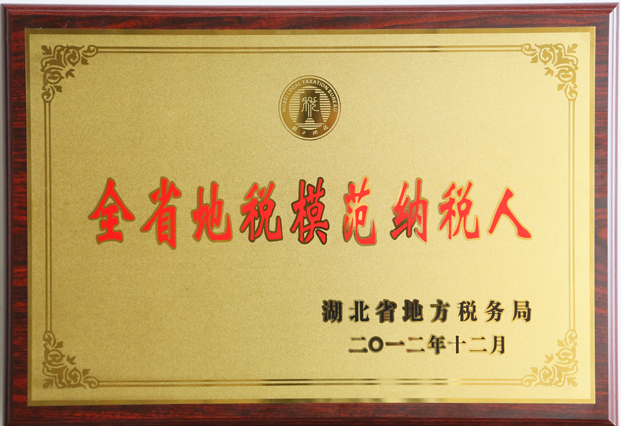 全省地税模范纳税人
湖北省地方税务局
二〇一二年十二月